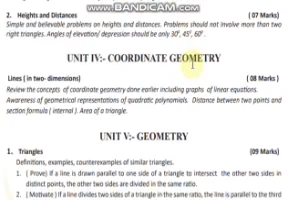 WWW.BANDICAM.COM
2. Heights and Distances (07 Marks)
Simple and believable problems on heights and distances. Problems should not involve more than two
right triangles. Angles of elevation/ depression should be only 30°, 45°, 60°.
UNIT IV:- COORDINATE GEOMETRY
Lines ( in two- dimensions) ( 08 Marks )
Review the concepts of coordinate geometry done earlier including graphs of linear equations.
Awareness of geometrical representations of quadratic polynomials. Distance between two points and
section formula ( internal ). Area of a triangle.
UNIT V:- GEOMETRY
1. Triangles (09 Marks)
Definitions, examples, counterexamples of similar triangles.
1. ( Prove) If a line is drawn parallel to one side of a triangle to intersect the other two sides in
distinct points, the other two sides are divided in the same ratio.
2. ( Motivate ) If a line divides two sides of a triangle in the same ratio, the line is parallel to the third